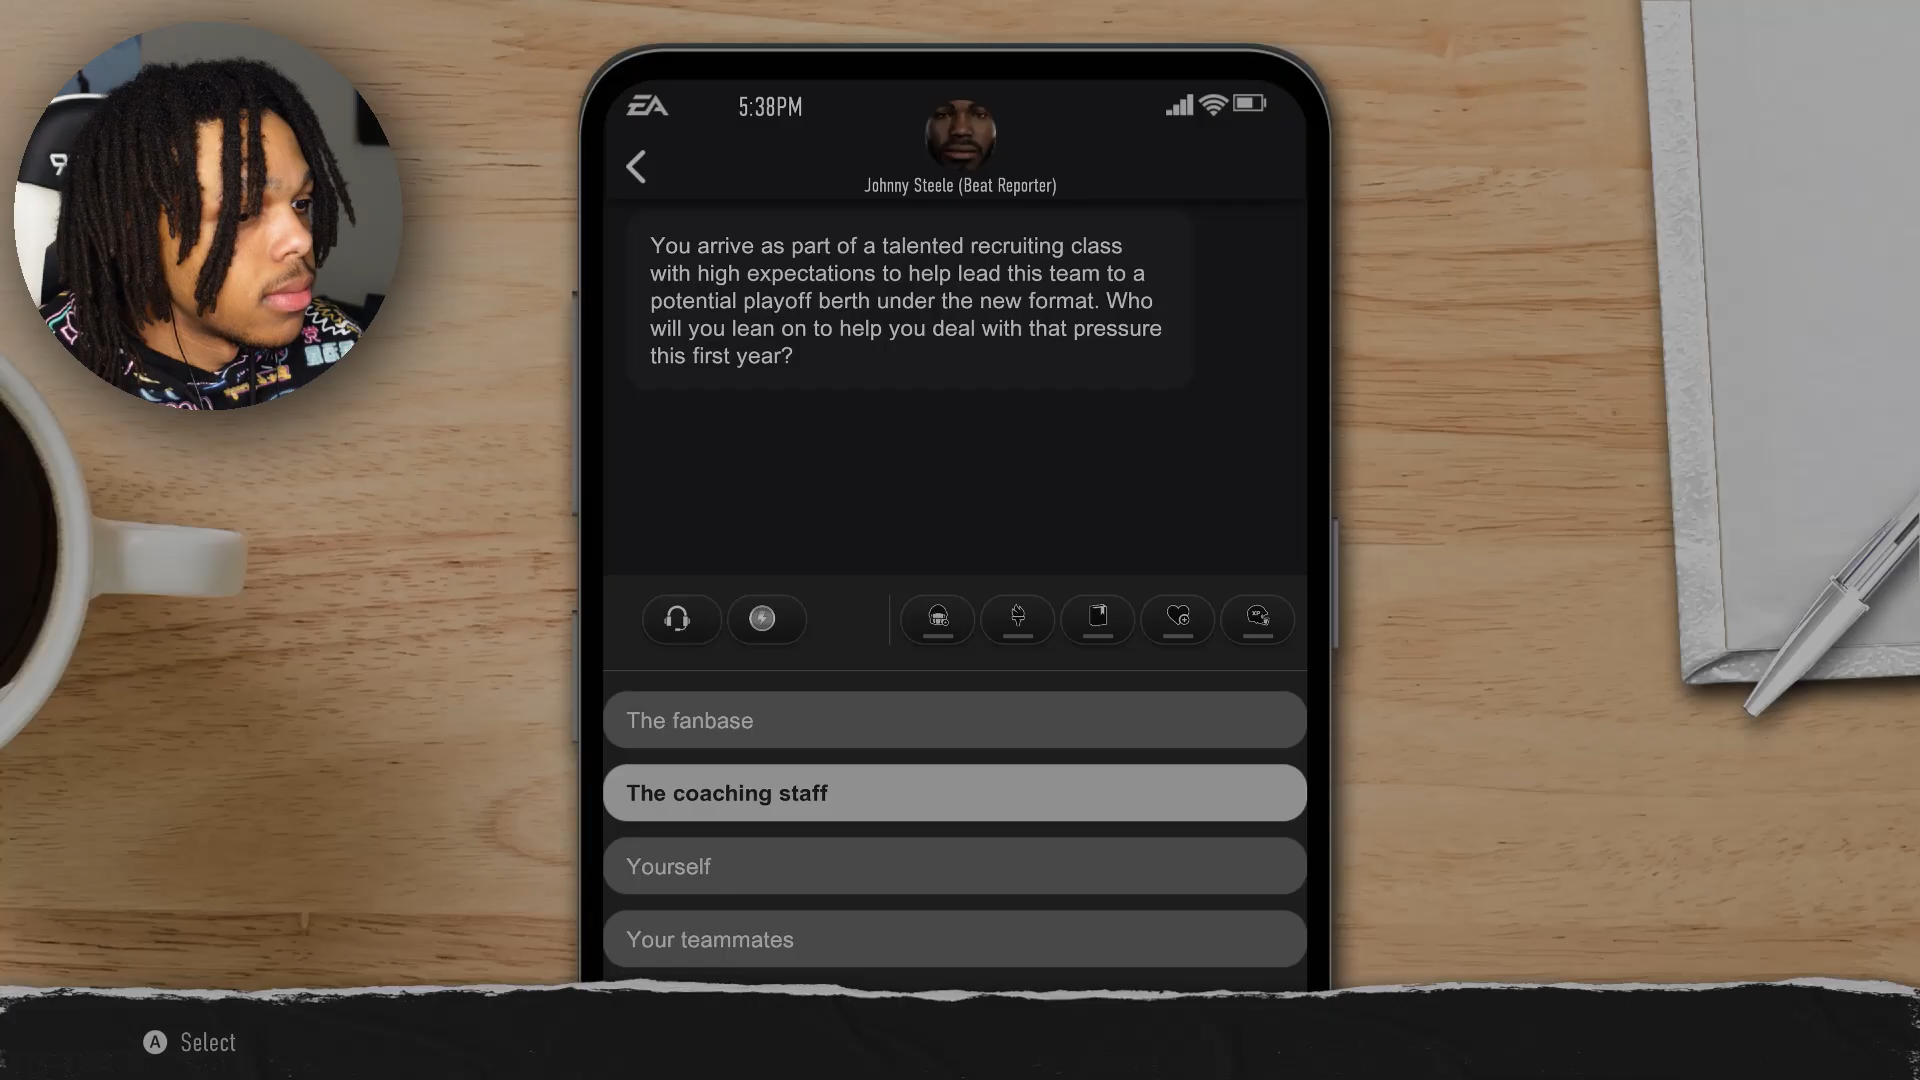 EA
5:38PM
Johnny Steele (Beat Reporter)
You arrive as part of a talented recruiting class
with high expectations to help lead this team to a
potential playoff berth under the new format. Who
will you lean on to help you deal with that pressure
this first year?
XP
The fanbase
The coaching staff
Yourself
Your teammates
A Select